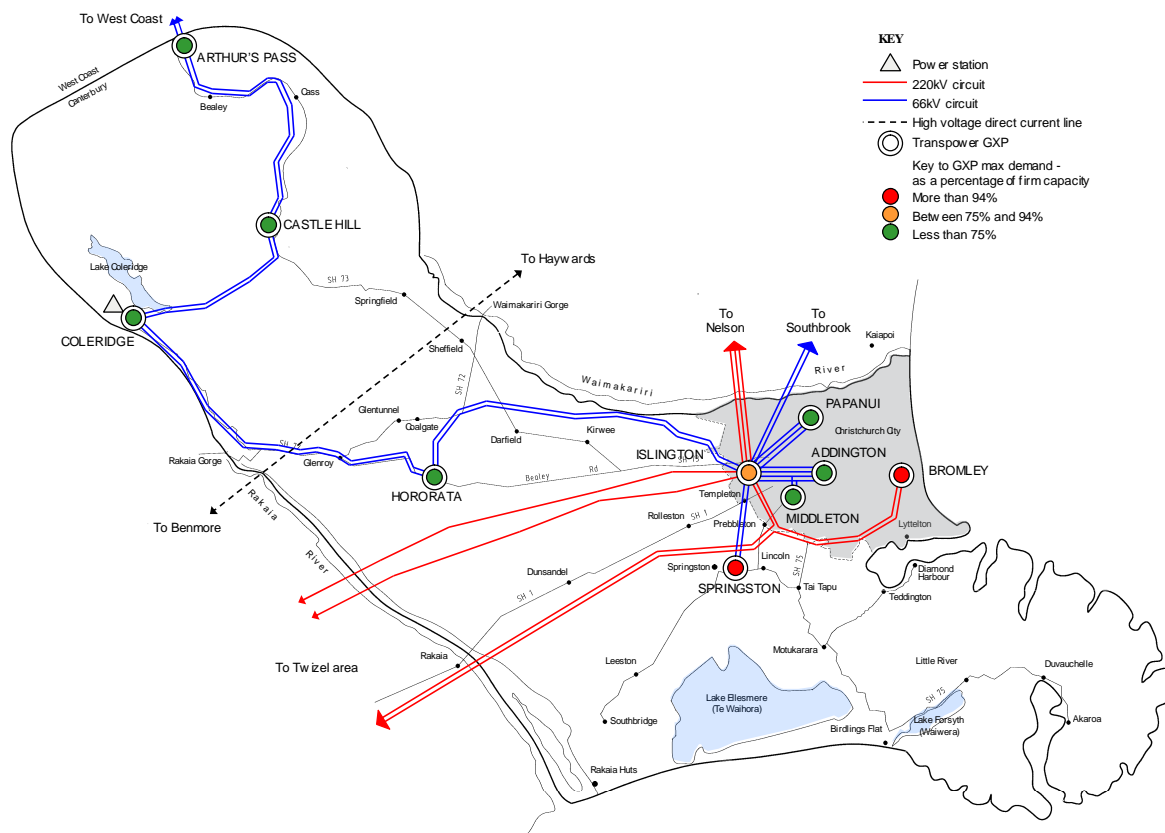 To West Coast
ARTHUR'S PASS
West Coast
Canterbury
Bealey
Cass
CASTLE HILL
Lake Coleridge
COLERIDGE
SH 73
Springfield
To Haywards
Waimakariri Gorge
Sheffield
SH 72
Glentunnel
Coalgate
Darfield
Kirwee
SH 73
Bealey Rd
Rakaia Gorge
Glenroy
HORORATA
To Benmore
Rakaia
River
KEY
Power station
220kV circuit
66kV circuit
High voltage direct current line
Transpower GXP
Key to GXP max demand -
as a percentage of firm capacity
More than 94%
Between 75% and 94%
Less than 75%
To
Nelson
To
Southbrook
Kaiapoi
Waimakariri
River
PAPANUI
Christchurch City
ISLINGTON
ADDINGTON
BROMLEY
Templeton
MIDDLETON
Rolleston
SH 1
Prebbleton
Lyttelton
Lincoln
SH 75
Springston
SPRINGSTON
Tai Tapu
Diamond
Harbour
Teddington
Dunsandel
SH 1
To Twizel area
Rakaia
Leeston
Southbridge
Motukarara
Lake Ellesmere
(Te Waihora)
Little River
SH 75
Duvauchelle
Akaroa
Lake Forsyth
(Waiwera)
Birdlings Flat
Rakaia Huts